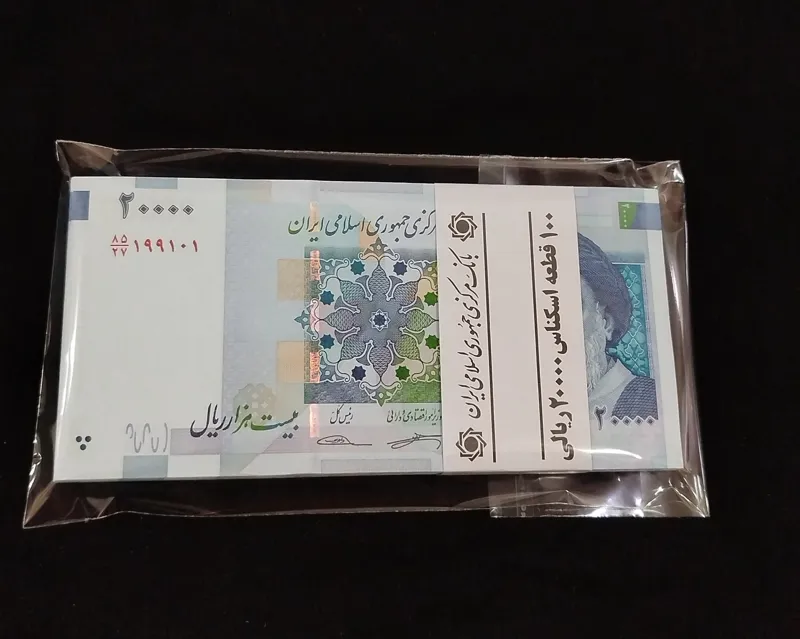 ۲۰۰۰۰
۸۵
۲۷ ۱۹۹۱۰۱
مرکزی جمهوری اسلامی ایران
رئیس کل
بیست هزار ریال
بانک مرکزی جمهوری اسلامی ایران
۱۰۰ قطعه اسکناس ۲۰۰۰۰ ریالی
۲۰۰۰۰